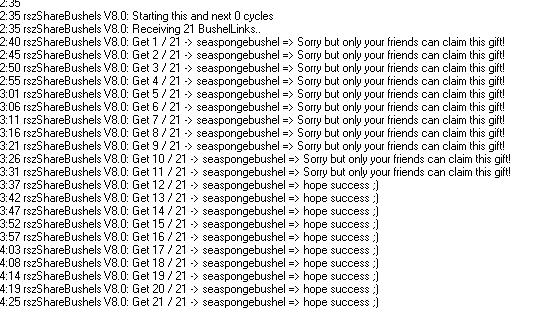 2:35
2:35 rszShareBushels V8.0: Starting this and next 0 cycles
2:35 rszShareBushels V8.0: Receiving 21 BushelLinks..
2:40 rszShareBushels V8.0: Get 1 / 21 -> seaspongebushel => Sorry but only your friends can claim this gift!
2:45 rszShareBushels V8.0: Get 2 / 21 -> seaspongebushel => Sorry but only your friends can claim this gift!
2:50 rszShareBushels V8.0: Get 3 / 21 -> seaspongebushel => Sorry but only your friends can claim this gift!
2:55 rszShareBushels V8.0: Get 4 / 21 -> seaspongebushel => Sorry but only your friends can claim this gift!
3:01 rszShareBushels V8.0: Get 5 / 21 -> seaspongebushel => Sorry but only your friends can claim this gift!
3:06 rszShareBushels V8.0: Get 6 / 21 -> seaspongebushel => Sorry but only your friends can claim this gift!
3:11 rszShareBushels V8.0: Get 7 / 21 -> seaspongebushel => Sorry but only your friends can claim this gift!
3:16 rszShareBushels V8.0: Get 8 / 21 -> seaspongebushel => Sorry but only your friends can claim this gift!
3:21 rszShareBushels V8.0: Get 9 / 21 -> seaspongebushel => Sorry but only your friends can claim this gift!
3:26 rszShareBushels V8.0: Get 10 / 21 -> seaspongebushel => Sorry but only your friends can claim this gift!
3:31 rszShareBushels V8.0: Get 11 / 21 -> seaspongebushel => Sorry but only your friends can claim this gift!
3:37 rszShareBushels V8.0: Get 12 / 21 -> seaspongebushel => hope success ;)
3:42 rszShareBushels V8.0: Get 13 / 21 -> seaspongebushel => hope success ;)
3:47 rszShareBushels V8.0: Get 14 / 21 -> seaspongebushel => hope success ;)
3:52 rszShareBushels V8.0: Get 15 / 21 -> seaspongebushel => hope success ;)
3:57 rszShareBushels V8.0: Get 16 / 21 -> seaspongebushel => hope success ;)
4:03 rszShareBushels V8.0: Get 17 / 21 -> seaspongebushel => hope success ;)
4:08 rszShareBushels V8.0: Get 18 / 21 -> seaspongebushel => hope success ;)
4:14 rszShareBushels V8.0: Get 19 / 21 -> seaspongebushel => hope success ;)
4:19 rszShareBushels V8.0: Get 20 / 21 -> seaspongebushel => hope success ;)
4:25 rszShareBushels V8.0: Get 21 / 21 -> seaspongebushel => hope success ;)